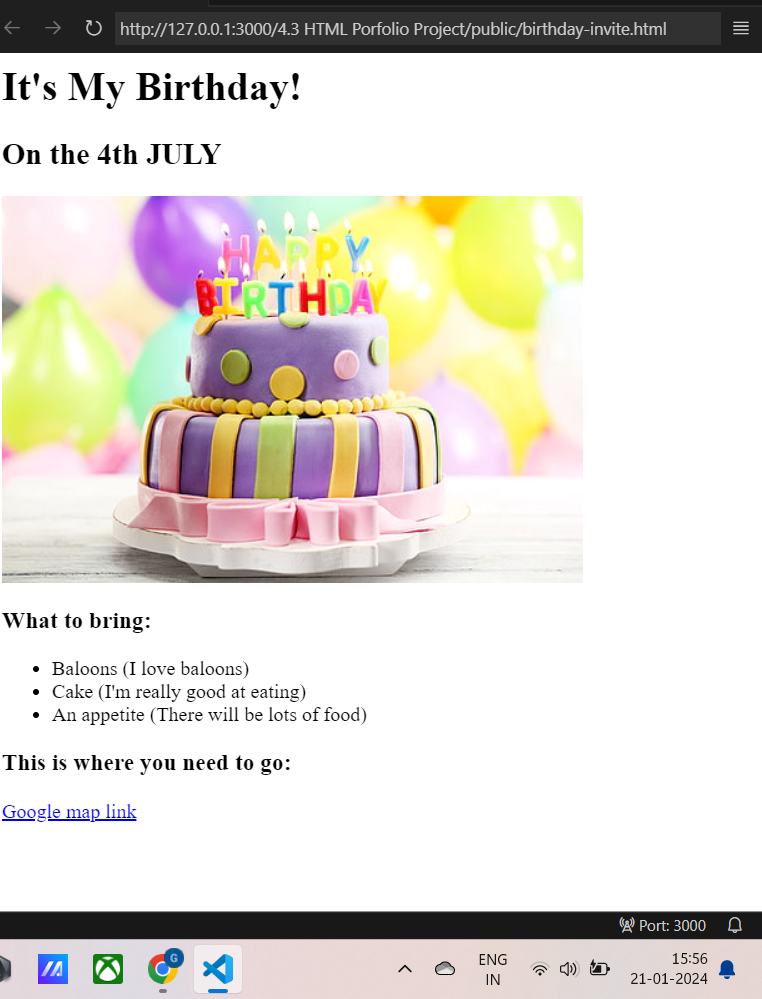 http://127.0.0.1:3000/4.3 HTML Porfolio Project/public/birthday-invite.html
It's My Birthday!
On the 4th JULY
HAPPY
BIRTHDAY
What to bring:
Baloons (I love baloons)
Cake (I'm really good at eating)
An appetite (There will be lots of food)
This is where you need to go:
Google map link
Port: 3000
G
ENG
IN
15:56
21-01-2024